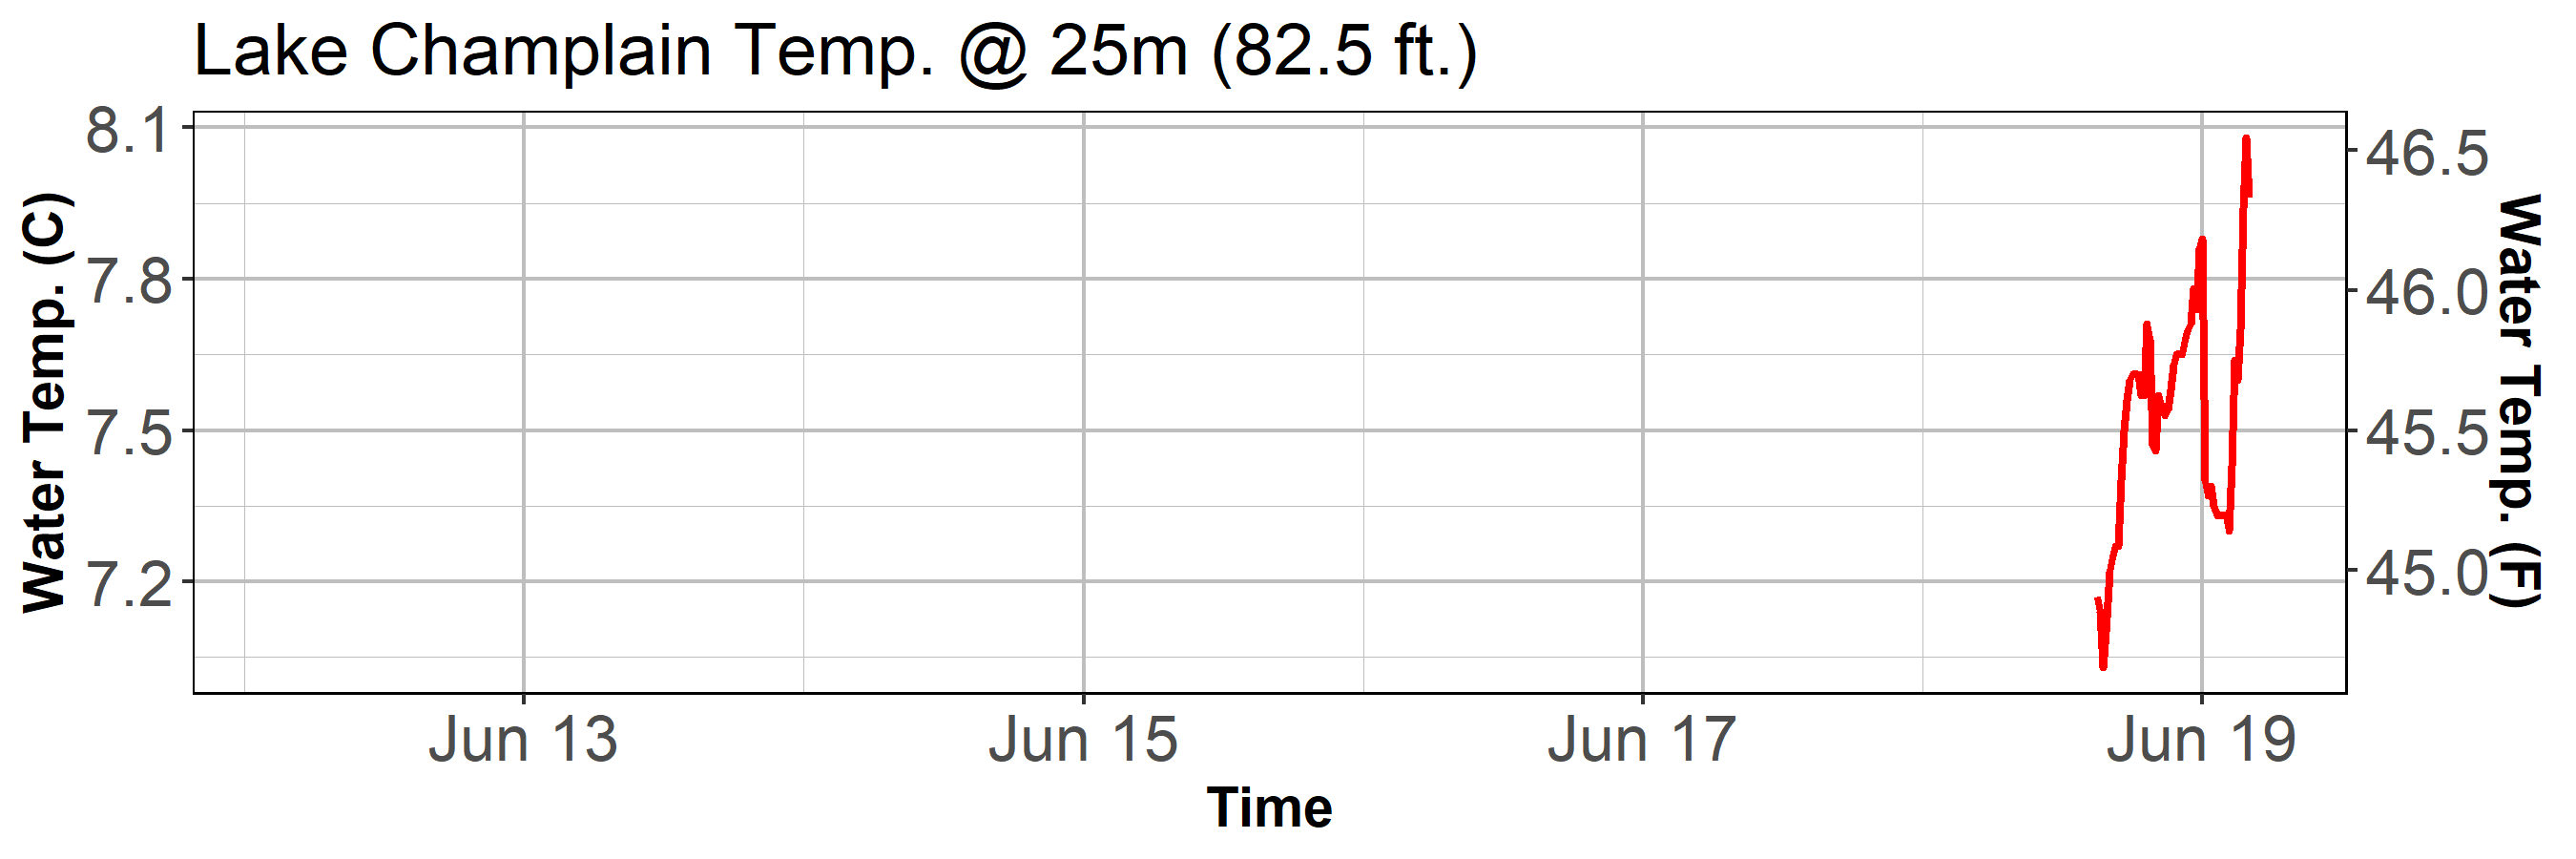 Lake Champlain Temp. @ 25m (82.5 ft.)
Water Temp. (C)
8.1
7.8
7.5
7.2
46.5
46.0
45.5
45.0
Water Temp. (F)
Jun 13 Jun 15 Jun 17 Jun 19
Time